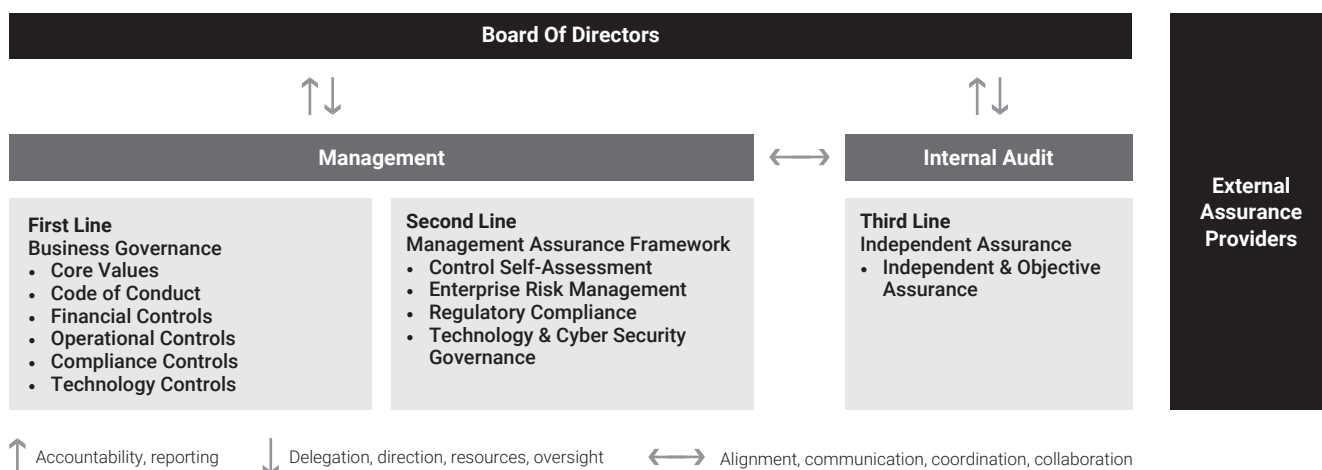 Board Of Directors
Management
Internal Audit
First Line
Business Governance
• Core Values
• Code of Conduct
• Financial Controls
• Operational Controls
• Compliance Controls
• Technology Controls
Second Line
Management Assurance Framework
• Control Self-Assessment
• Enterprise Risk Management
• Regulatory Compliance
• Technology & Cyber Security
Governance
Third Line
Independent Assurance
• Independent & Objective
Assurance
External
Assurance
Providers
Accountability, reporting
Delegation, direction, resources, oversight
Alignment, communication, coordination, collaboration